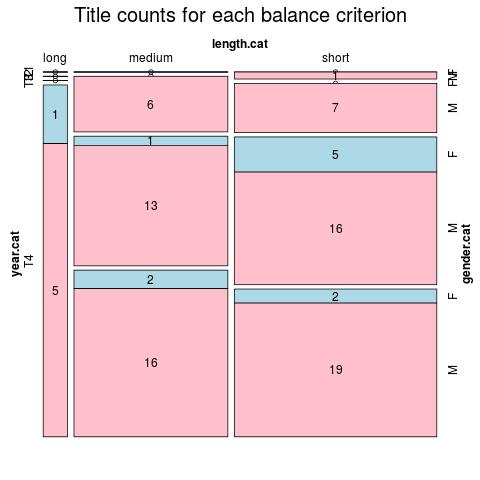 Title counts for each balance criterion
length.cat
long
medium
short
1
6
7
M
1
1
5
F
13
16
M
year.cat
T4
gender.cat
5
2
2
F
16
19
M